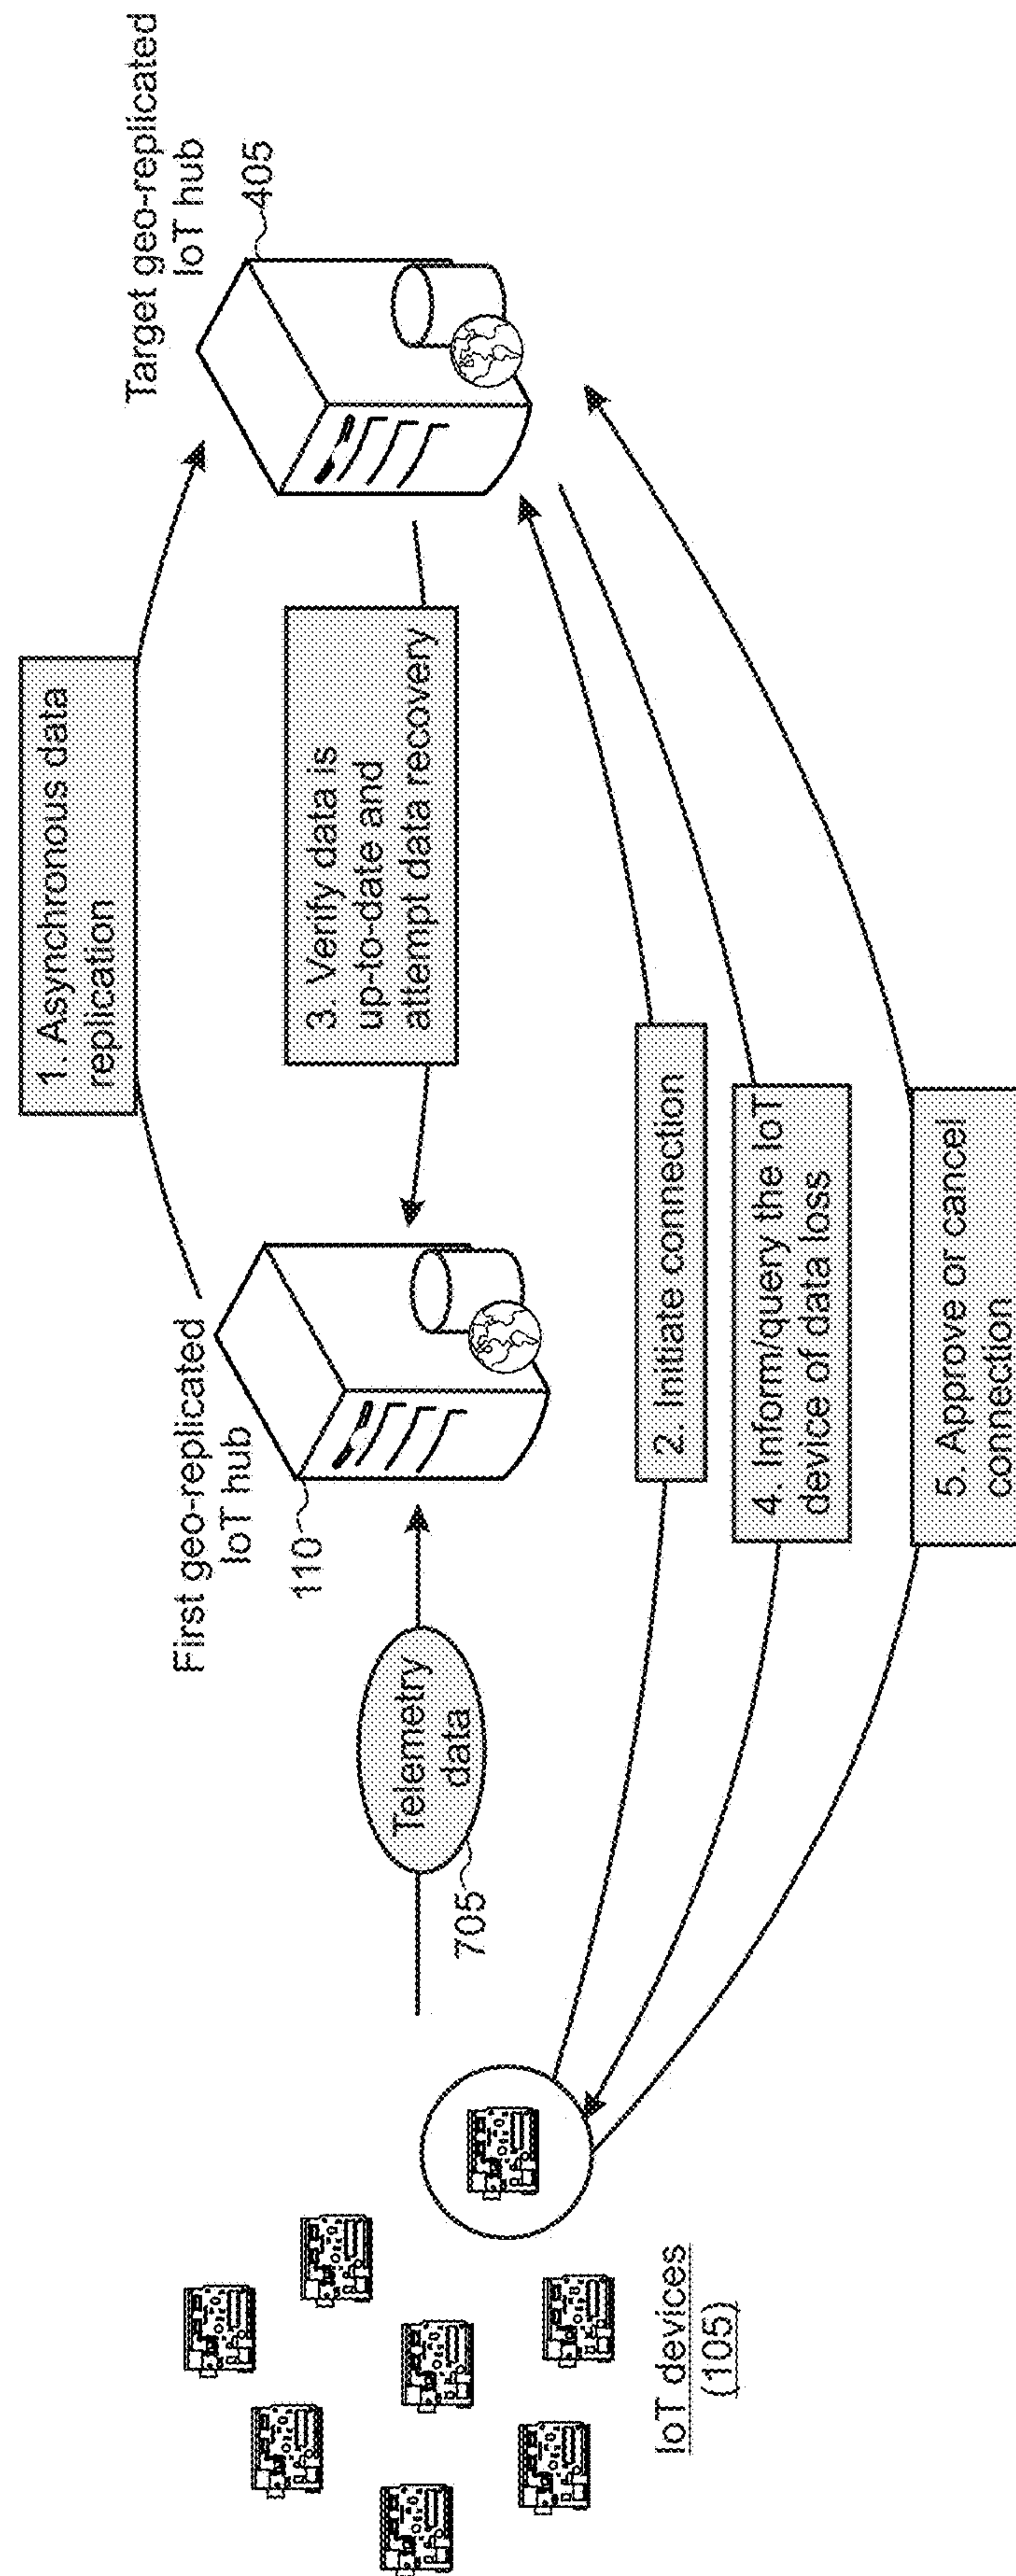 Target geo-replicated
IoT hub
405
1. Asynchronous data
replication
3. Verify data is
up-to-date and
attempt data recovery
First geo-replicated
IoT hub
110
2. Initiate connection
4. Inform/query the IoT
device of data loss
5. Approve or cancel
connection
Telemetry
data
705
IoT devices
(105)